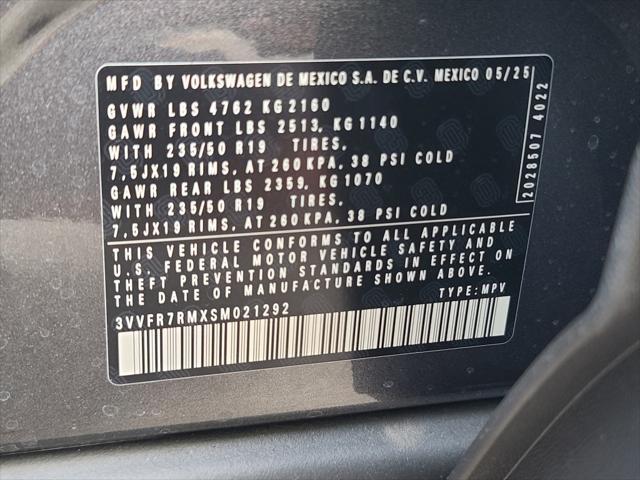 MFD BY VOLKSWAGEN DE MEXICO S.A. DE C.V. MEXICO 05/25
GVWR LBS 4762 KG 2160
GAWR FRONT LBS 2513, KG 1140
WITH 235/50 R19 TIRES,
7,5JX19 RIMS, AT 260 KPA, 38 PSI COLD
GAWR REAR LBS 2359, KG 1070
WITH 235/50 R19 TIRES,
7,5JX19 RIMS, AT 260 KPA, 38 PSI COLD
2028507 4022
THIS VEHICLE CONFORMS TO ALL APPLICABLE
U.S. FEDERAL MOTOR VEHICLE SAFETY AND
THEFT PREVENTION STANDARDS IN EFFECT ON
THE DATE OF MANUFACTURE SHOWN ABOVE.
3VVFR7RMXSM021292 TYPE: MPV